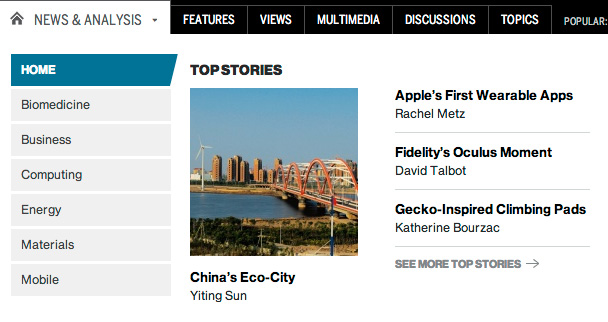 NEWS & ANALYSIS
FEATURES
VIEWS
MULTIMEDIA
DISCUSSIONS
TOPICS
POPULAR:
HOME
Biomedicine
Business
Computing
Energy
Materials
Mobile
TOP STORIES
China's Eco-City
Yiting Sun
Apple's First Wearable Apps
Rachel Metz
Fidelity's Oculus Moment
David Talbot
Gecko-Inspired Climbing Pads
Katherine Bourzac
SEE MORE TOP STORIES